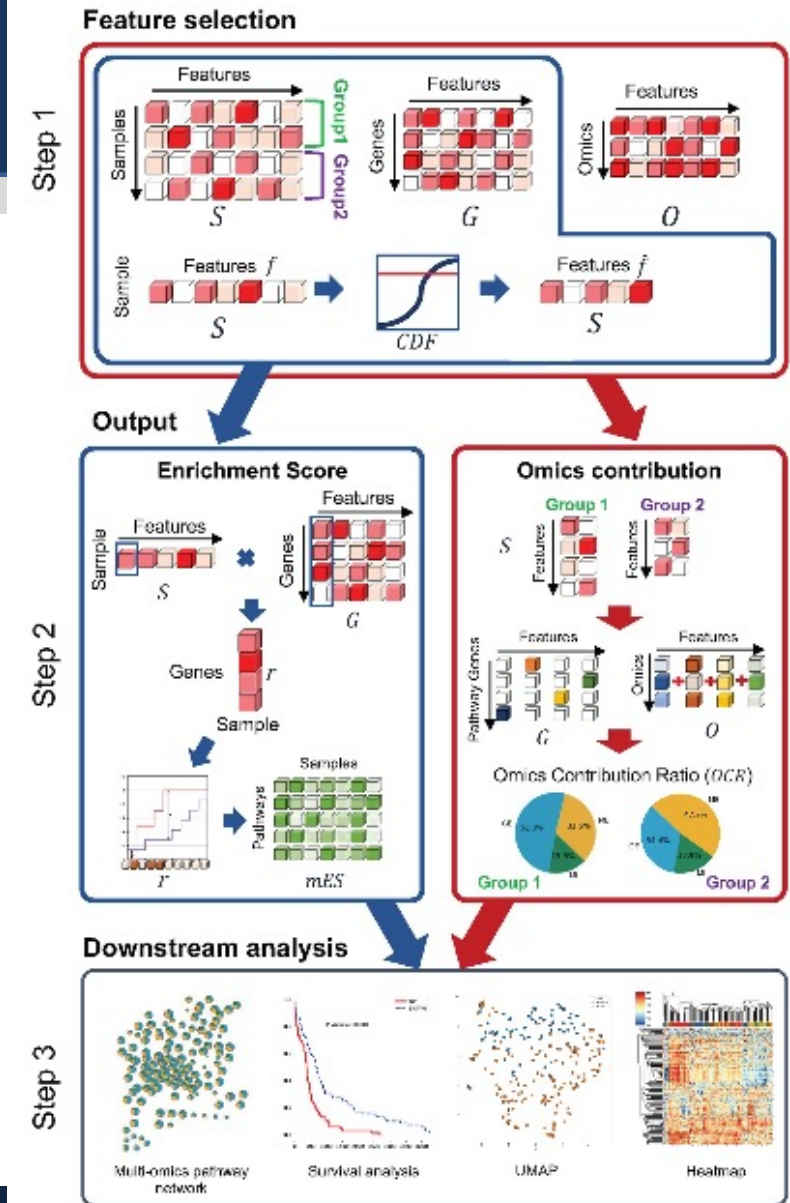 Feature selection
Step 1
Features
Samples
Group1
Group2
S
Features
Genes
G
Features
Omics
O
Sample
Features f
S
CDF
Features f̂
S
Output
Step 2
Enrichment Score
Sample
Features
S
Features
Genes
G
Genes
r
Sample
r
Samples
Pathways
mES
Omics contribution
Group 1
Group 2
S
Features
Features
Features
Pathway Genes
G
Features
Omics
O
Omics Contribution Ratio (OCR)
Group 1
Group 2
Downstream analysis
Step 3
Multi-omics pathway
network
Survival analysis
UMAP
Heatmap